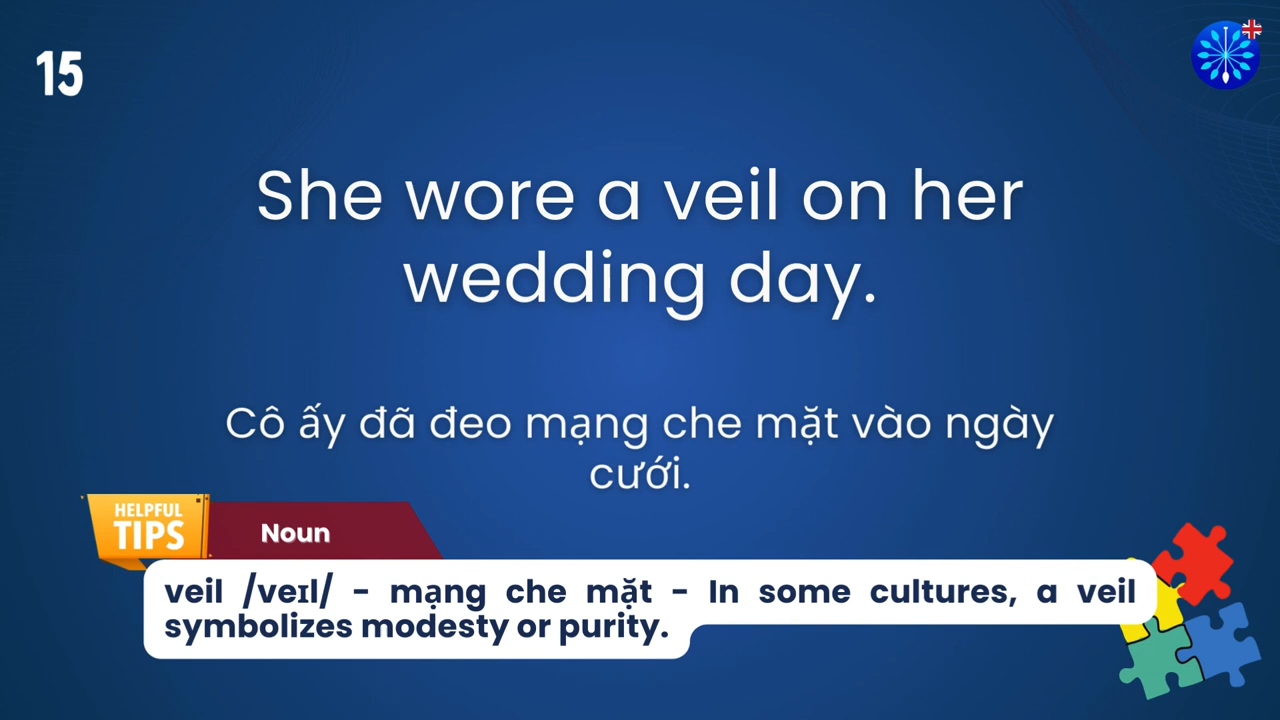 15
She wore a veil on her
wedding day.
Cô ấy đã đeo mạng che mặt vào ngày
cưới.
HELPFUL
TIPS
Noun
veil /veɪl/ - mạng che mặt - In some cultures, a veil
symbolizes modesty or purity.